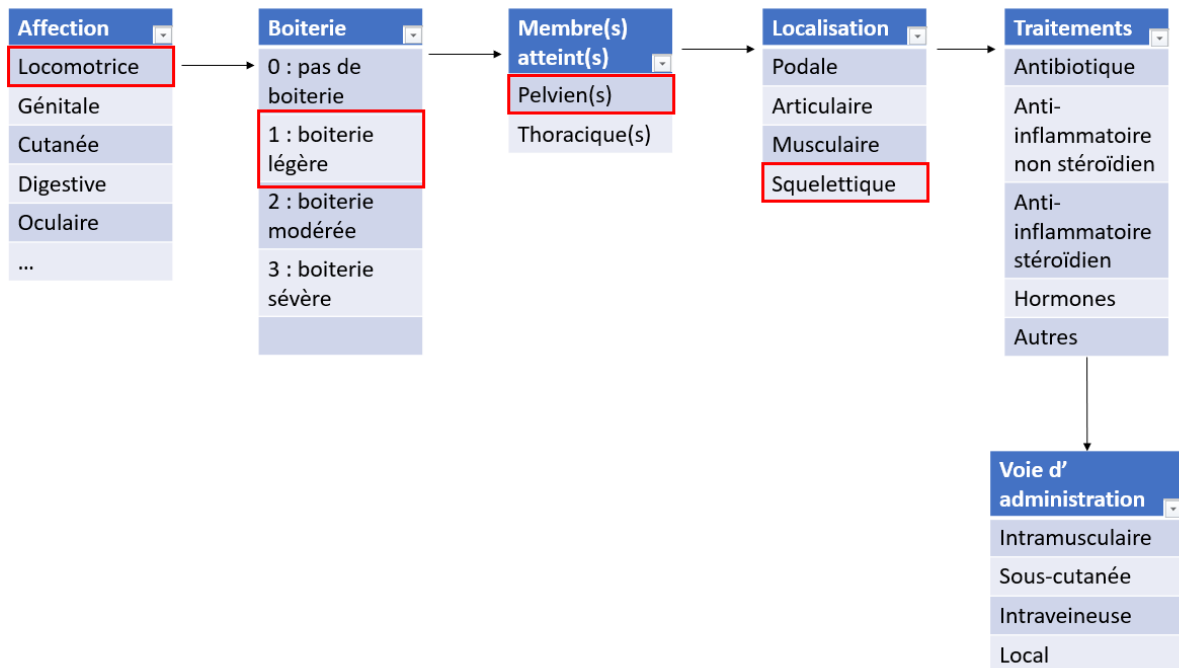 Affection
Locomotrice
Génitale
Cutanée
Digestive
Oculaire
...
Boiterie
0 : pas de
boiterie
1 : boiterie
légère
2 : boiterie
modérée
3 : boiterie
sévère
Membre(s)
atteint(s)
Pelvien(s)
Thoracique(s)
Localisation
Podale
Articulaire
Musculaire
Squelettique
Traitements
Antibiotique
Anti-
inflammatoire
non stéroïdien
Anti-
inflammatoire
stéroïdien
Hormones
Autres
Voie d'
administration
Intramusculaire
Sous-cutanée
Intraveineuse
Local